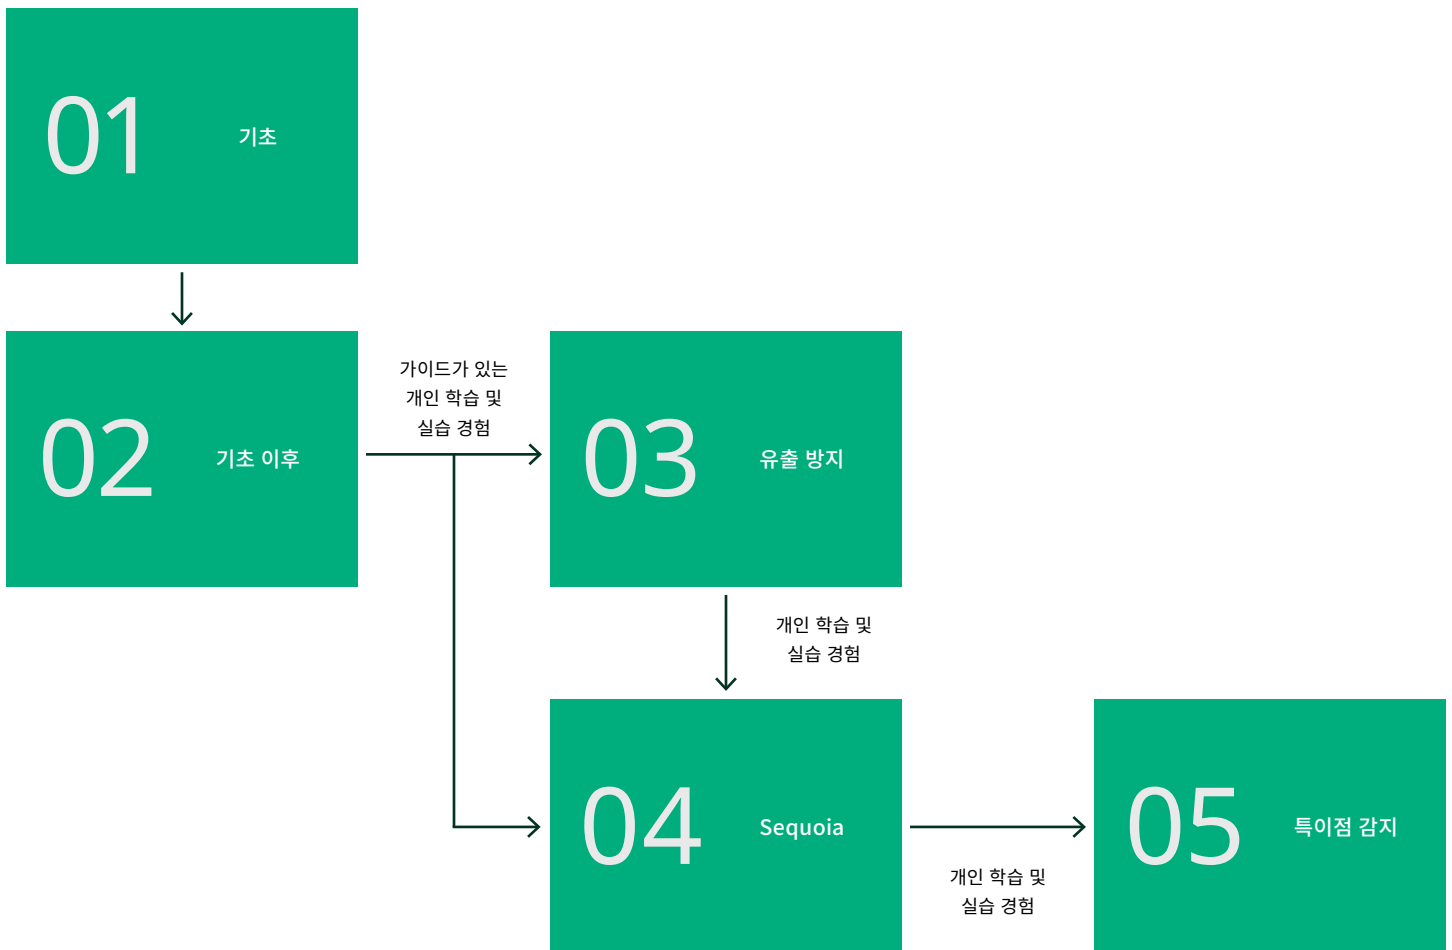 01
기초
02
기초 이후
가이드가 있는
개인 학습 및
실습 경험
03
유출 방지
개인 학습 및
실습 경험
04
Sequoia
개인 학습 및
실습 경험
05
특이점 감지